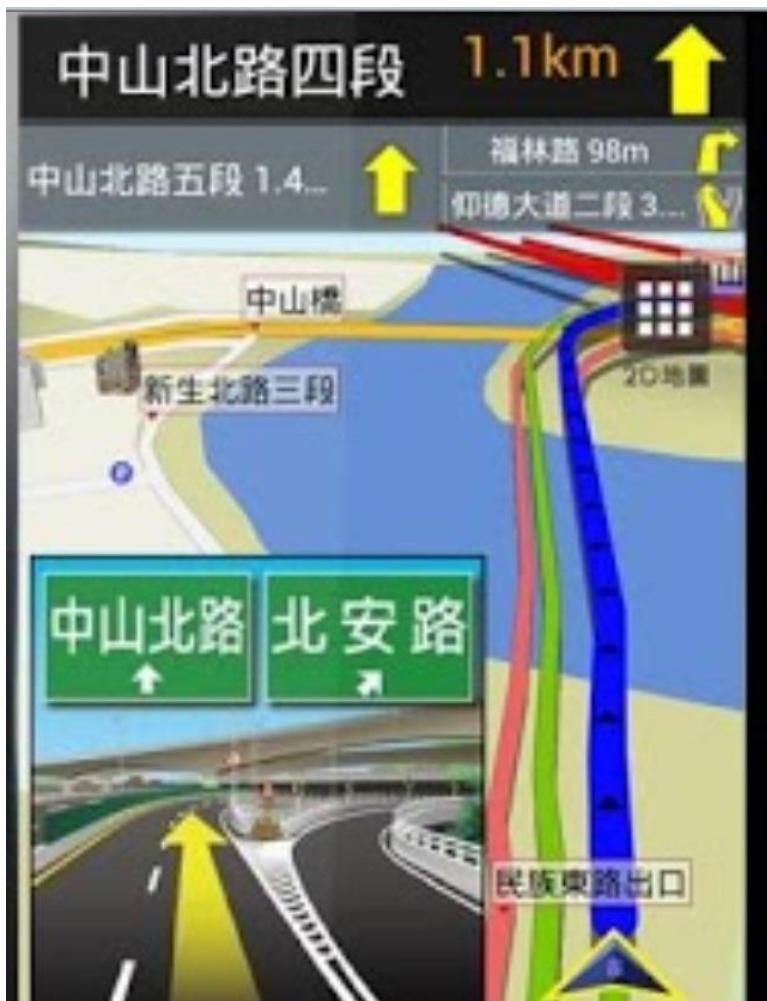 中山北路四段 1.1km
中山北路五段 1.4...
福林路 98m
仰德大道二段 3...
中山
中山橋
2D地圖
新生北路三段
P
中山北路
北安路
民族東路出口